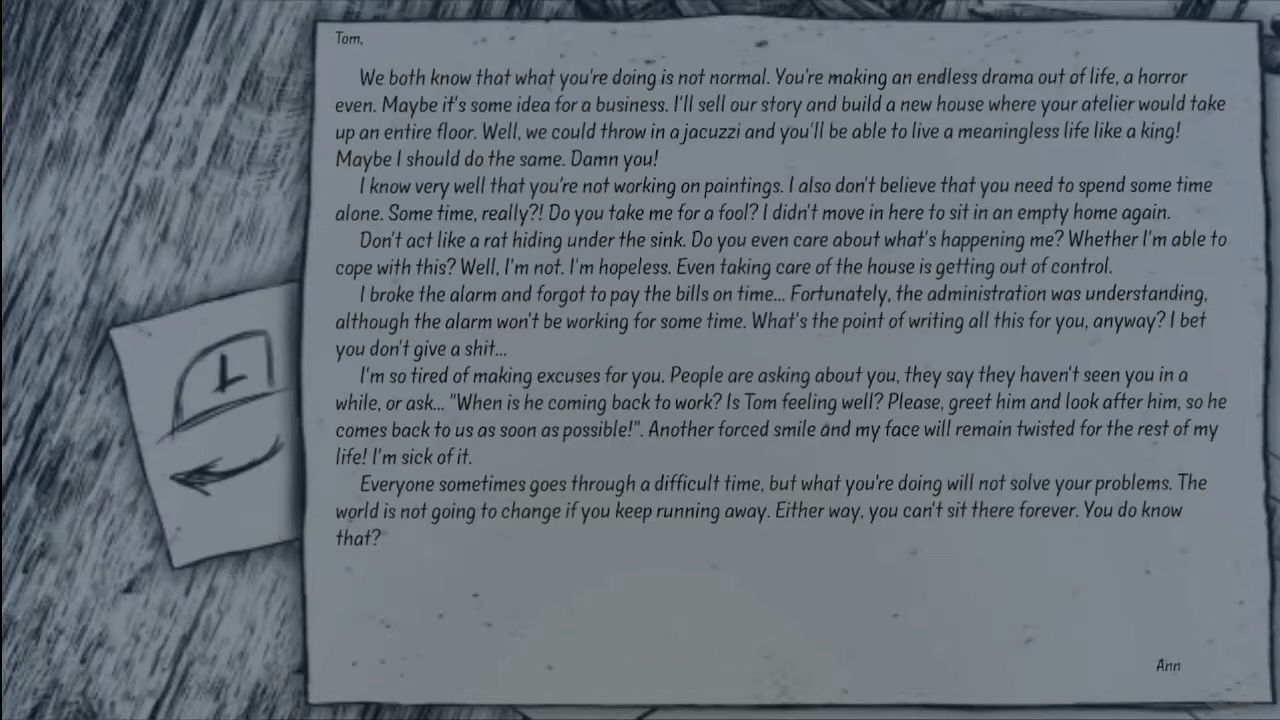 Tom,
We both know that what you're doing is not normal. You're making an endless drama out of life, a horror
even. Maybe it's some idea for a business. I'll sell our story and build a new house where your atelier would take
up an entire floor. Well, we could throw in a jacuzzi and you'll be able to live a meaningless life like a king!
Maybe I should do the same. Damn you!
I know very well that you're not working on paintings. I also don't believe that you need to spend some time
alone. Some time, really?! Do you take me for a fool? I didn't move in here to sit in an empty home again.
Don't act like a rat hiding under the sink. Do you even care about what's happening me? Whether I'm able to
cope with this? Well, I'm not. I'm hopeless. Even taking care of the house is getting out of control.
I broke the alarm and forgot to pay the bills on time... Fortunately, the administration was understanding,
although the alarm won't be working for some time. What's the point of writing all this for you, anyway? I bet
you don't give a shit...
I'm so tired of making excuses for you. People are asking about you, they say they haven't seen you in a
while, or ask... "When is he coming back to work? Is Tom feeling well? Please, greet him and look after him, so he
comes back to us as soon as possible!". Another forced smile and my face will remain twisted for the rest of my
life! I'm sick of it.
Everyone sometimes goes through a difficult time, but what you're doing will not solve your problems. The
world is not going to change if you keep running away. Either way, you can't sit there forever. You do know
that?
Ann
L